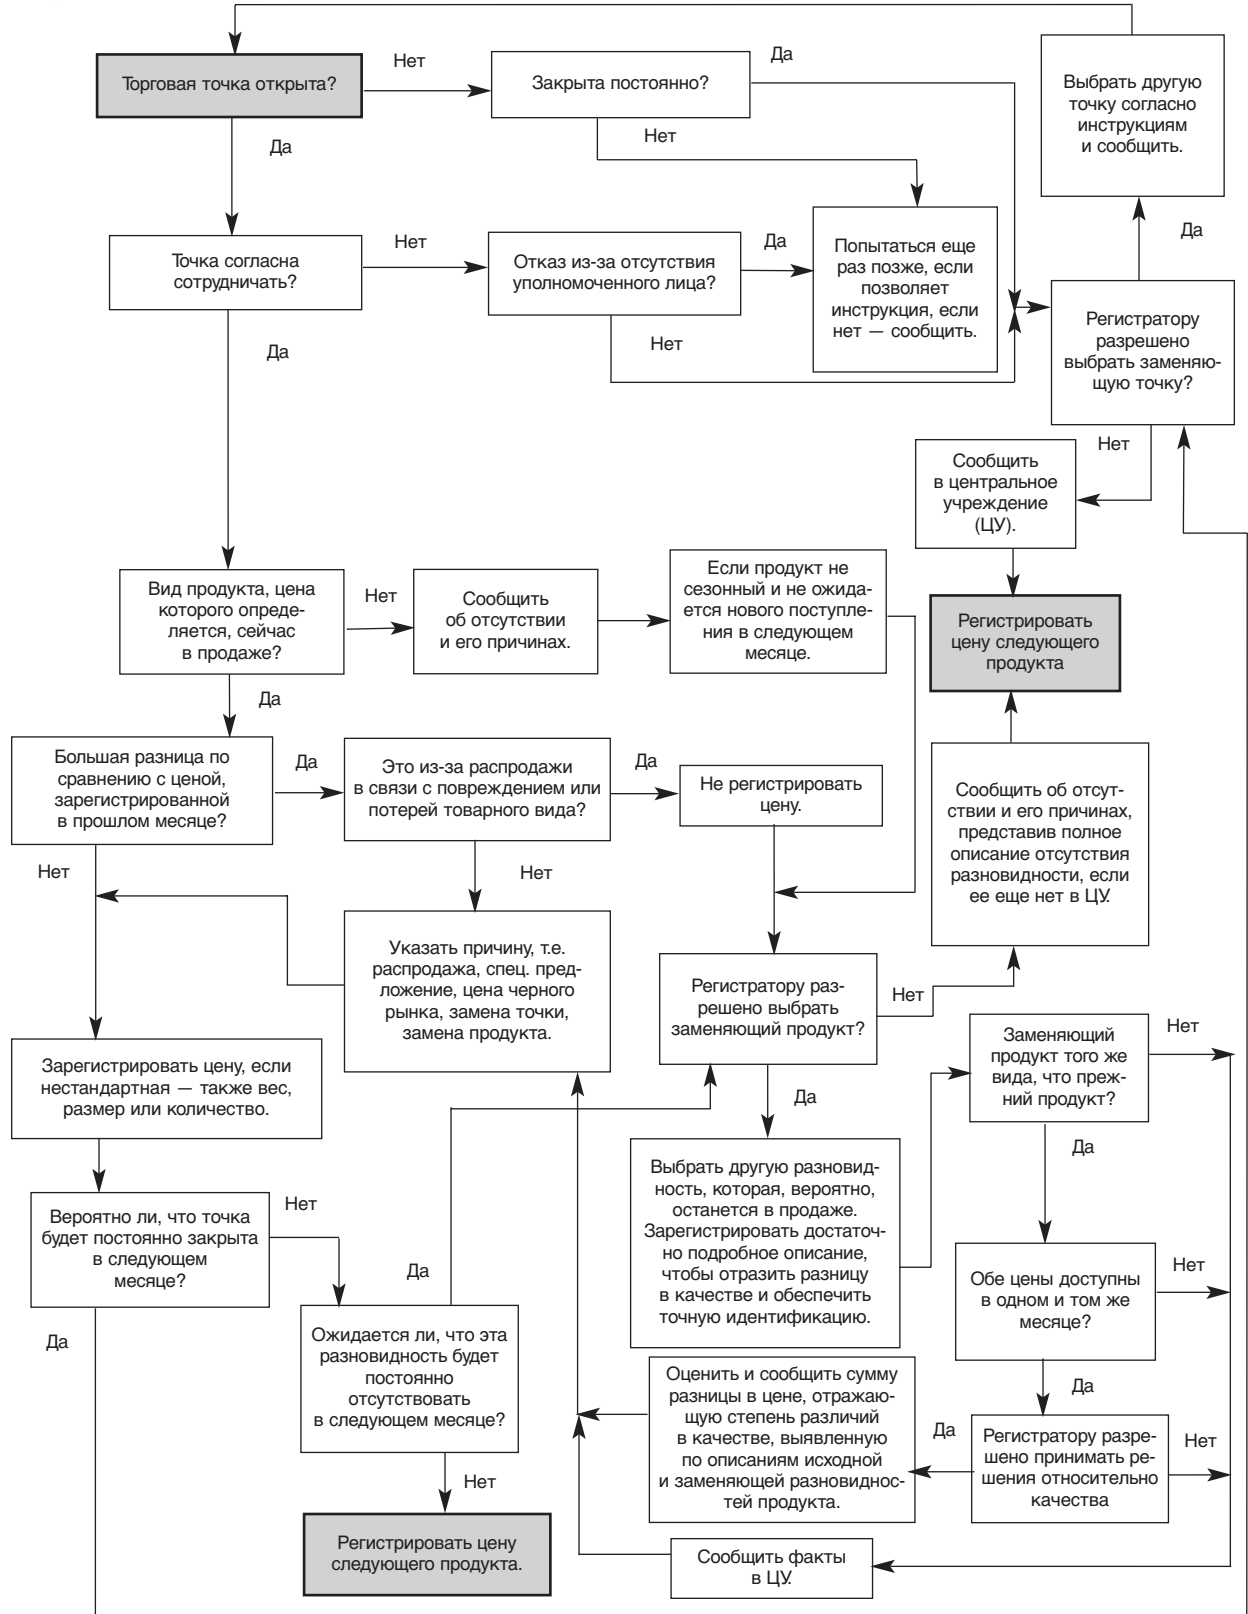 Торговая точка открыта?
Нет
Закрыта постоянно?
Да
Выбрать другую
точку согласно
инструкциям
и сообщить.
Да
Нет
Точка согласна
сотрудничать?
Нет
Отказ из-за отсутствия
уполномоченного лица?
Да
Попытаться еще
раз позже, если
позволяет
инструкция, если
нет — сообщить.
Да
Регистратору
разрешено
выбрать заменяю-
щую точку?
Да
Нет
Нет
Сообщить
в центральное
учреждение
(ЦУ).
Вид продукта, цена
которого опреде-
ляется, сейчас
в продаже?
Нет
Сообщить
об отсутствии
и его причинах.
Если продукт не
сезонный и не ожида-
ется нового поступле-
ния в следующем
месяце.
Регистрировать
цену следующего
продукта
Да
Большая разница по
сравнению с ценой,
зарегистрированной
в прошлом месяце?
Да
Это из-за распродажи
в связи с повреждением или
потерей товарного вида?
Да
Не регистрировать
цену.
Сообщить об отсут-
ствии и его причинах,
представив полное
описание отсутствия
разновидности, если
ее еще нет в ЦУ.
Нет
Нет
Указать причину, т.е.
распродажа, спец. пред-
ложение, цена черного
рынка, замена точки,
замена продукта.
Регистратору раз-
решено выбрать
заменяющий продукт?
Нет
Заменяющий
продукт того же
вида, что преж-
ний продукт?
Нет
Зарегистрировать цену, если
нестандартная — также вес,
размер или количество.
Да
Да
Выбрать другую разновид-
ность, которая, вероятно,
останется в продаже.
Зарегистрировать достаточ-
но подробное описание,
чтобы отразить разницу
в качестве и обеспечить
точную идентификацию.
Вероятно ли, что точка
будет постоянно закрыта
в следующем
месяце?
Нет
Да
Обе цены доступны
в одном и том же
месяце?
Нет
Да
Ожидается ли, что эта
разновидность будет
постоянно
отсутствовать
в следующем месяце?
Оценить и сообщить сумму
разницы в цене, отражаю-
щую степень различий
в качестве, выявленную
по описаниям исходной
и заменяющей разновиднос-
тей продукта.
Да
Да
Регистратору разре-
шено принимать ре-
шения относительно
качества
Нет
Нет
Регистрировать цену
следующего продукта.
Сообщить факты
в ЦУ.